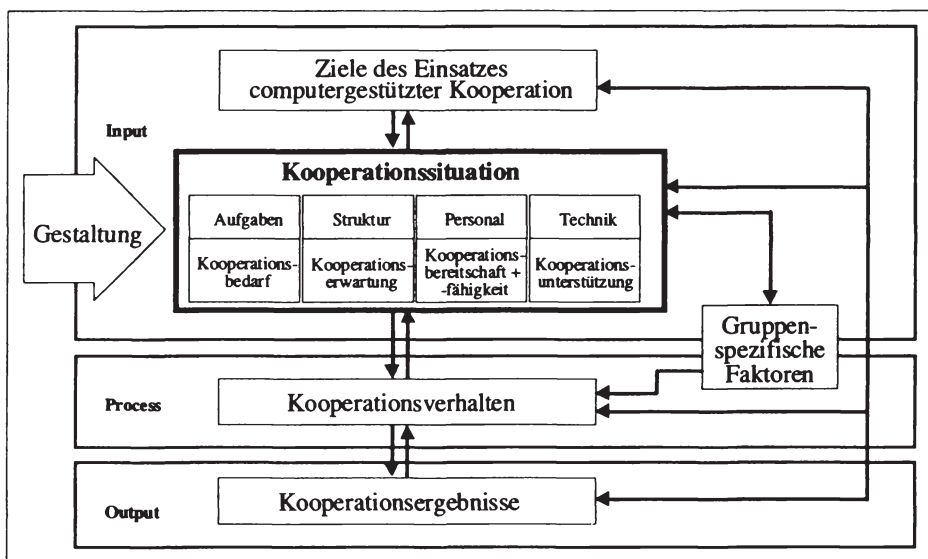 Ziele des Einsatzes
computergestützter Kooperation
Input
Kooperationssituation
Gestaltung
Aufgaben
Struktur
Personal
Technik
Kooperations-
bedarf
Kooperations-
erwartung
Kooperations-
bereitschaft +
-fähigkeit
Kooperations-
unterstützung
Gruppen-
spezifische
Faktoren
Process
Kooperationsverhalten
Output
Kooperationsergebnisse